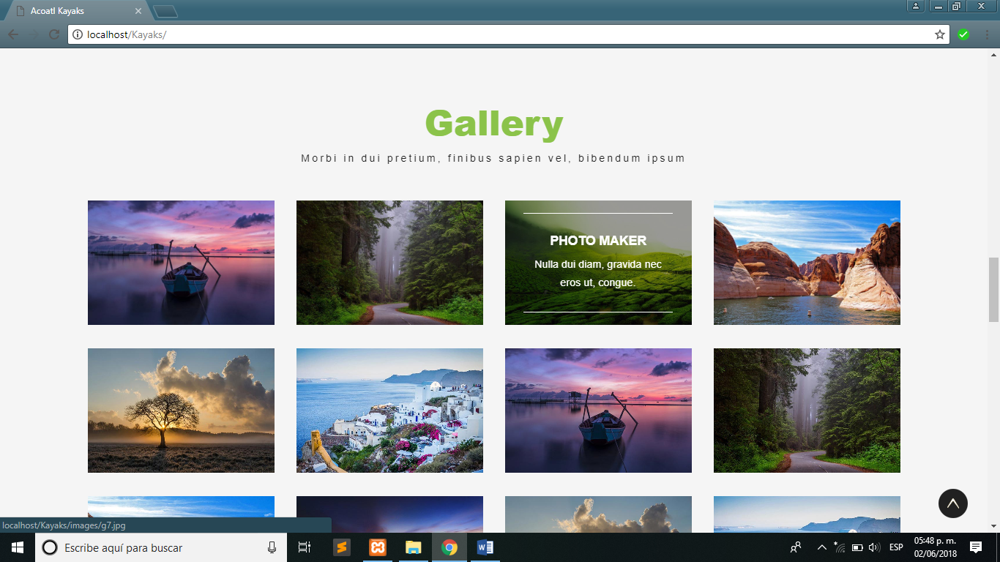 Acoatl Kayaks
localhost/Kayaks/
Gallery
Morbi in dui pretium, finibus sapien vel, bibendum ipsum
PHOTO MAKER
Nulla dui diam, gravida nec
eros ut, congue.
localhost/Kayaks/images/g7.jpg
Escribe aquí para buscar
ESP
05:48 p. m.
02/06/2018